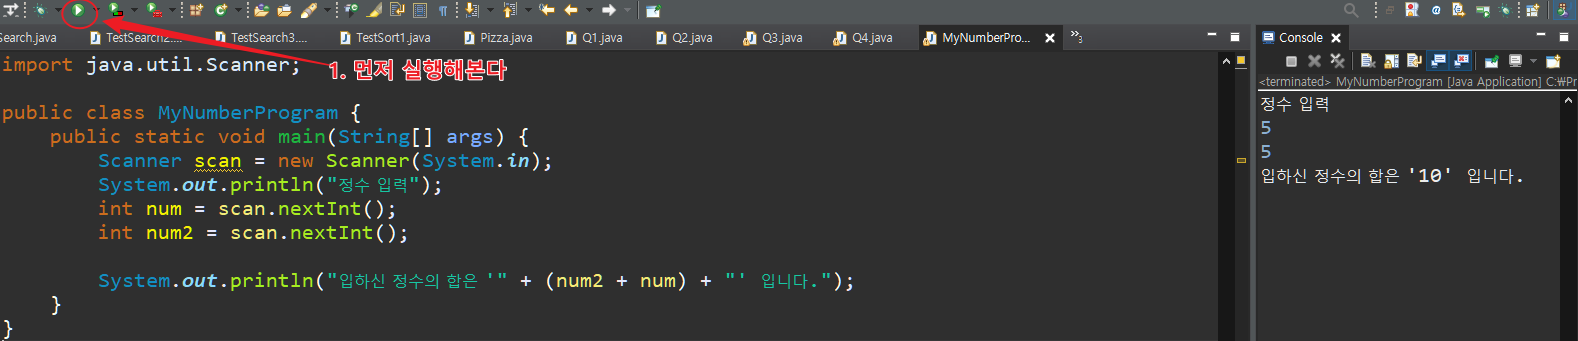 Search.java
TestSearch2....
TestSearch3....
TestSort1.java
Pizza.java
Q1.java
Q2.java
Q3.java
Q4.java
MyNumberPro...
»3
Console
1. 먼저 실행해본다
import java.util.Scanner;
public class MyNumberProgram {
public static void main(String[] args) {
Scanner scan = new Scanner(System.in);
System.out.println("정수 입력");
int num = scan.nextInt();
int num2 = scan.nextInt();
System.out.println("입하신 정수의 합은 '" + (num2 + num) + "' 입니다.");
}
}
<terminated> MyNumberProgram [Java Application] C:₩Pr
정수 입력
5
5
입하신 정수의 합은 '10' 입니다.